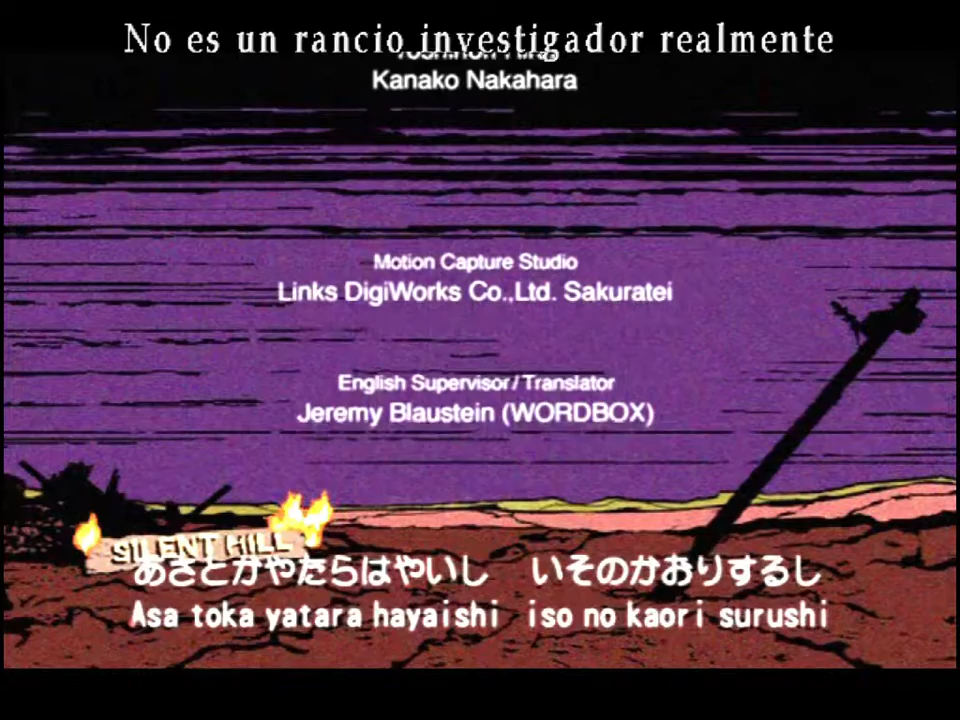 No es un rancio investigador realmente
Kanako Nakahara
Motion Capture Studio
Links DigiWorks Co.,Ltd. Sakuratei
English Supervisor/Translator
Jeremy Blaustein (WORDBOX)
SILENT HILL
あさとかやたらはやいし いそのかおりするし
Asa toka yatara hayaishi iso no kaori surushi